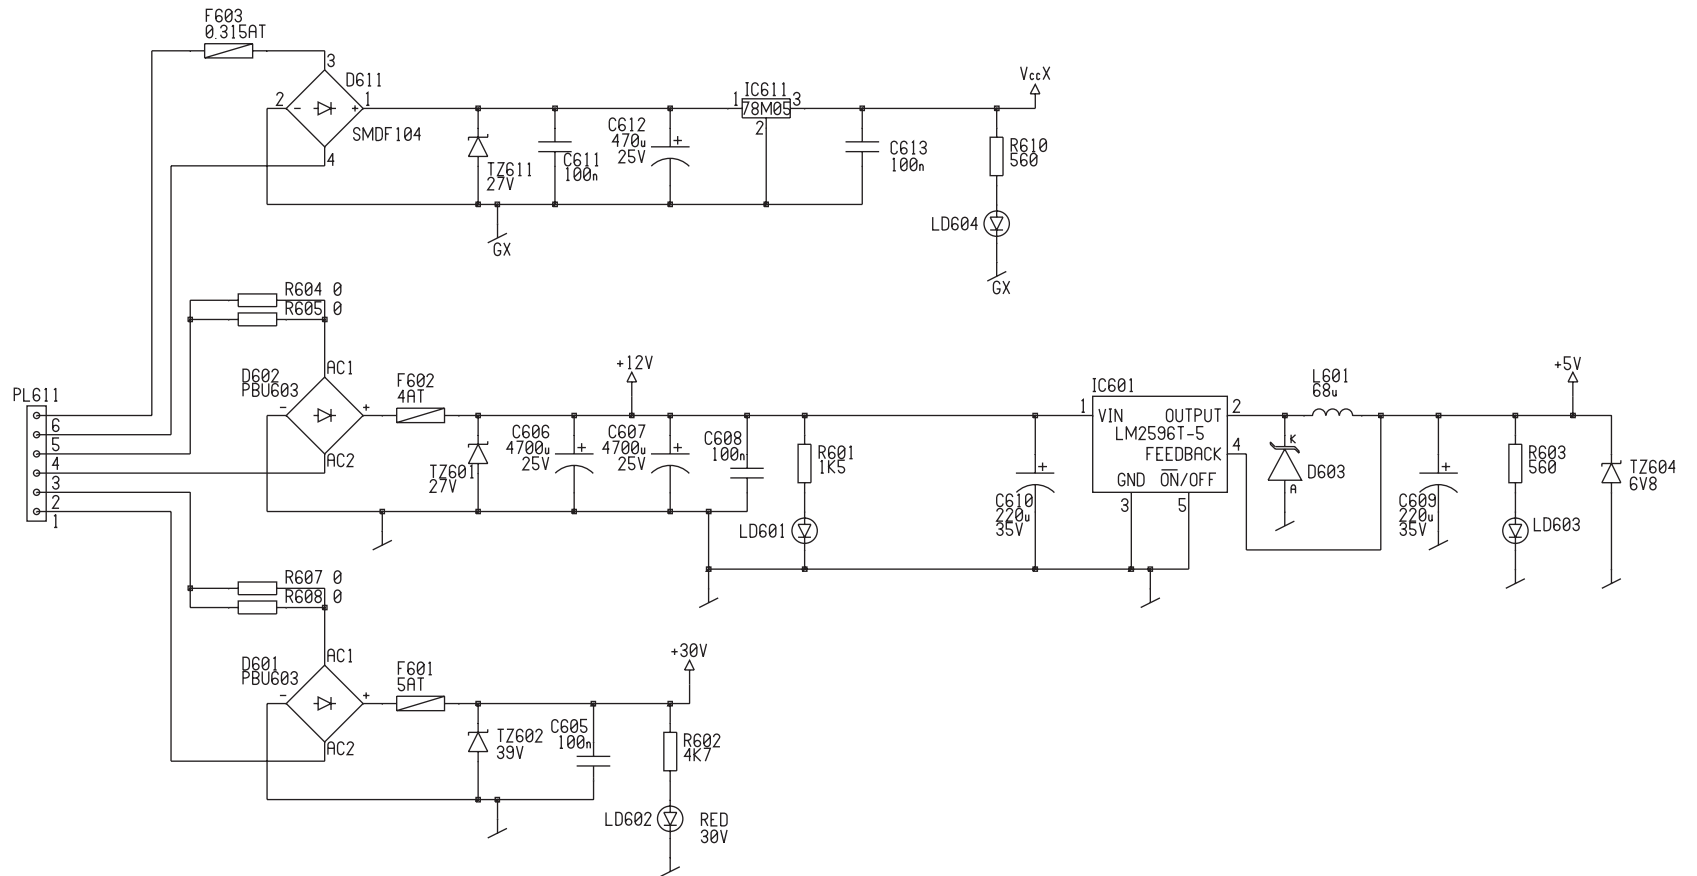 F603
0.315AT
3
D611
2
-
+
1
SMDF104
4
TZ611
27V
C611
100n
C612
470u
25V
IC611
1
78M05
3
2
VccX
C613
100n
R610
560
LD604
GX
GX
R604 0
R605 0
AC1
D602
PBU603
-
+
AC2
F602
4AT
+12V
TZ601
27V
C606
4700u
25V
+
C607
4700u
25V
+
C608
100n
R601
1K5
LD601
+
C610
220u
35V
IC601
1
VIN
OUTPUT
2
LM2596T-5
FEEDBACK
4
GND
ON/OFF
3
5
L601
68u
K
D603
A
+
C609
220u
35V
+5V
R603
560
LD603
TZ604
6V8
PL611
6
5
4
3
2
1
R607 0
R608 0
AC1
D601
PBU603
-
+
AC2
F601
5AT
+30V
TZ602
39V
C605
100n
R602
4K7
LD602
RED
30V